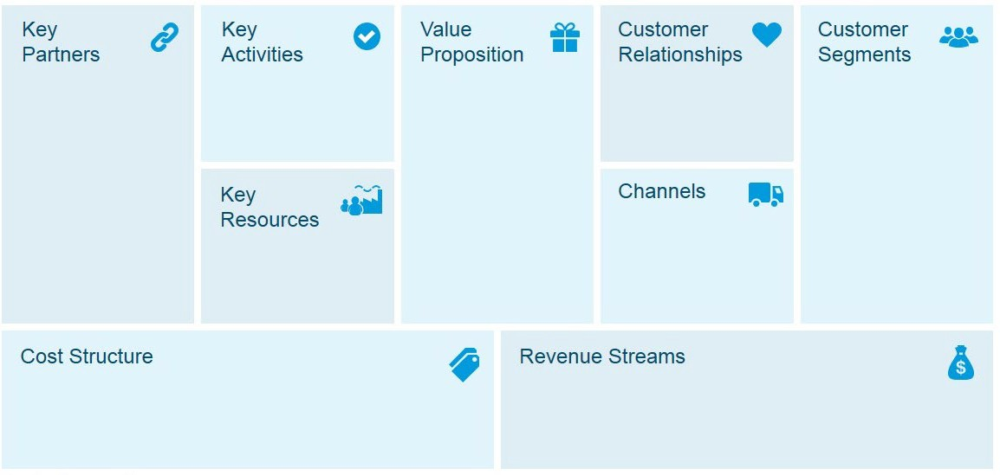 Key
Partners
Key
Activities
Key
Resources
Value
Proposition
Customer
Relationships
Channels
Customer
Segments
Cost Structure
Revenue Streams
$